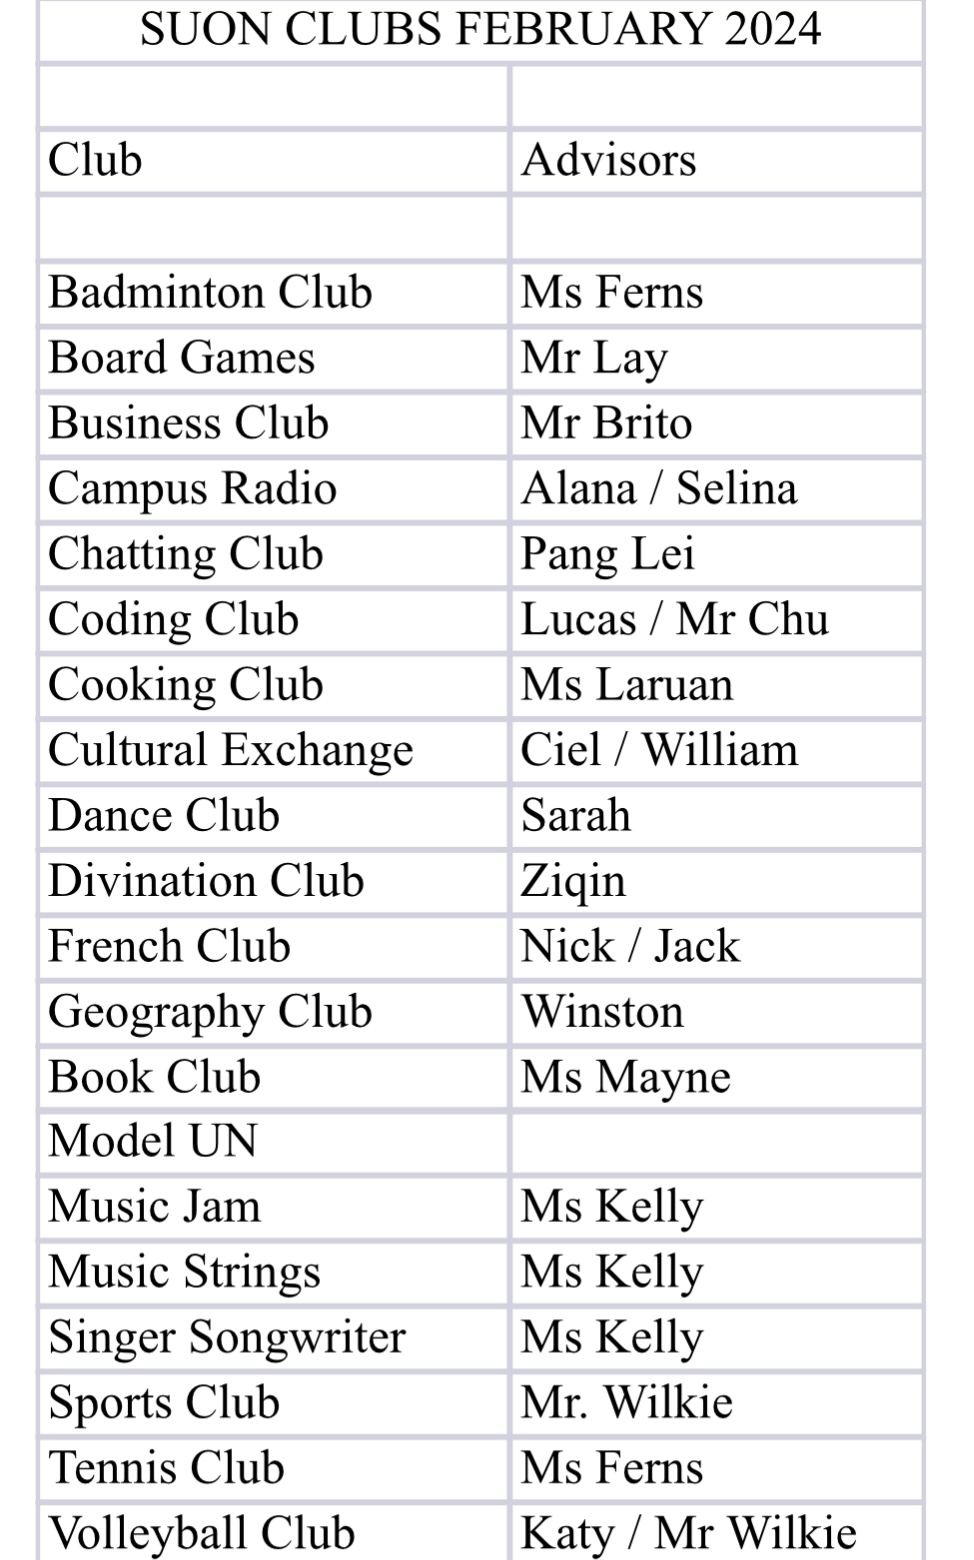 SUON CLUBS FEBRUARY 2024
Club Advisors
Badminton Club Ms Ferns
Board Games Mr Lay
Business Club Mr Brito
Campus Radio Alana / Selina
Chatting Club Pang Lei
Coding Club Lucas / Mr Chu
Cooking Club Ms Laruan
Cultural Exchange Ciel / William
Dance Club Sarah
Divination Club Ziqin
French Club Nick / Jack
Geography Club Winston
Book Club Ms Mayne
Model UN
Music Jam Ms Kelly
Music Strings Ms Kelly
Singer Songwriter Ms Kelly
Sports Club Mr. Wilkie
Tennis Club Ms Ferns
Volleyball Club Katy / Mr Wilkie